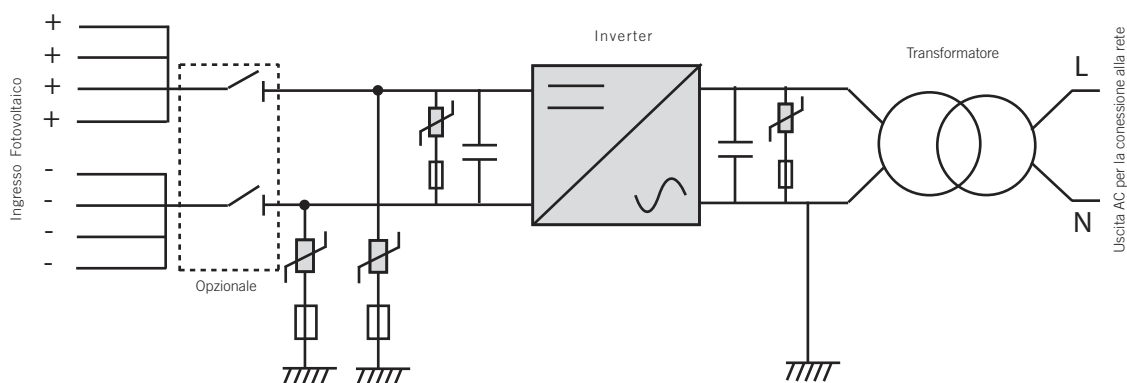 Ingresso Fotovoltaico
+
+
+
+
-
-
-
-
Opzionale
Inverter
Transformatore
L
N
Uscita AC per la conessione alla rete